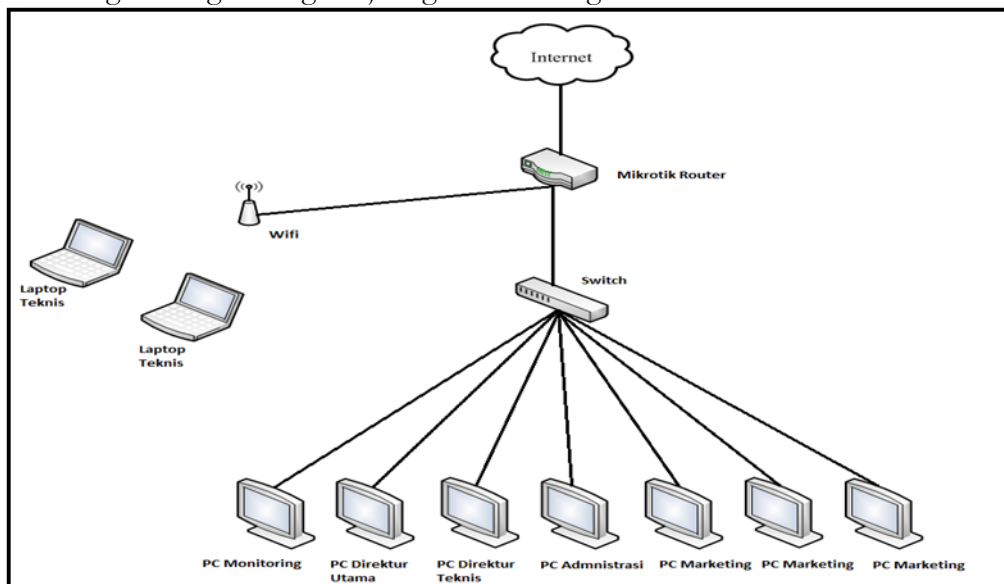 Internet
Mikrotik Router
Wifi
Switch
Laptop
Teknis
Laptop
Teknis
PC Monitoring
PC Direktur
Utama
PC Direktur
Teknis
PC Admnistrasi
PC Marketing
PC Marketing
PC Marketing